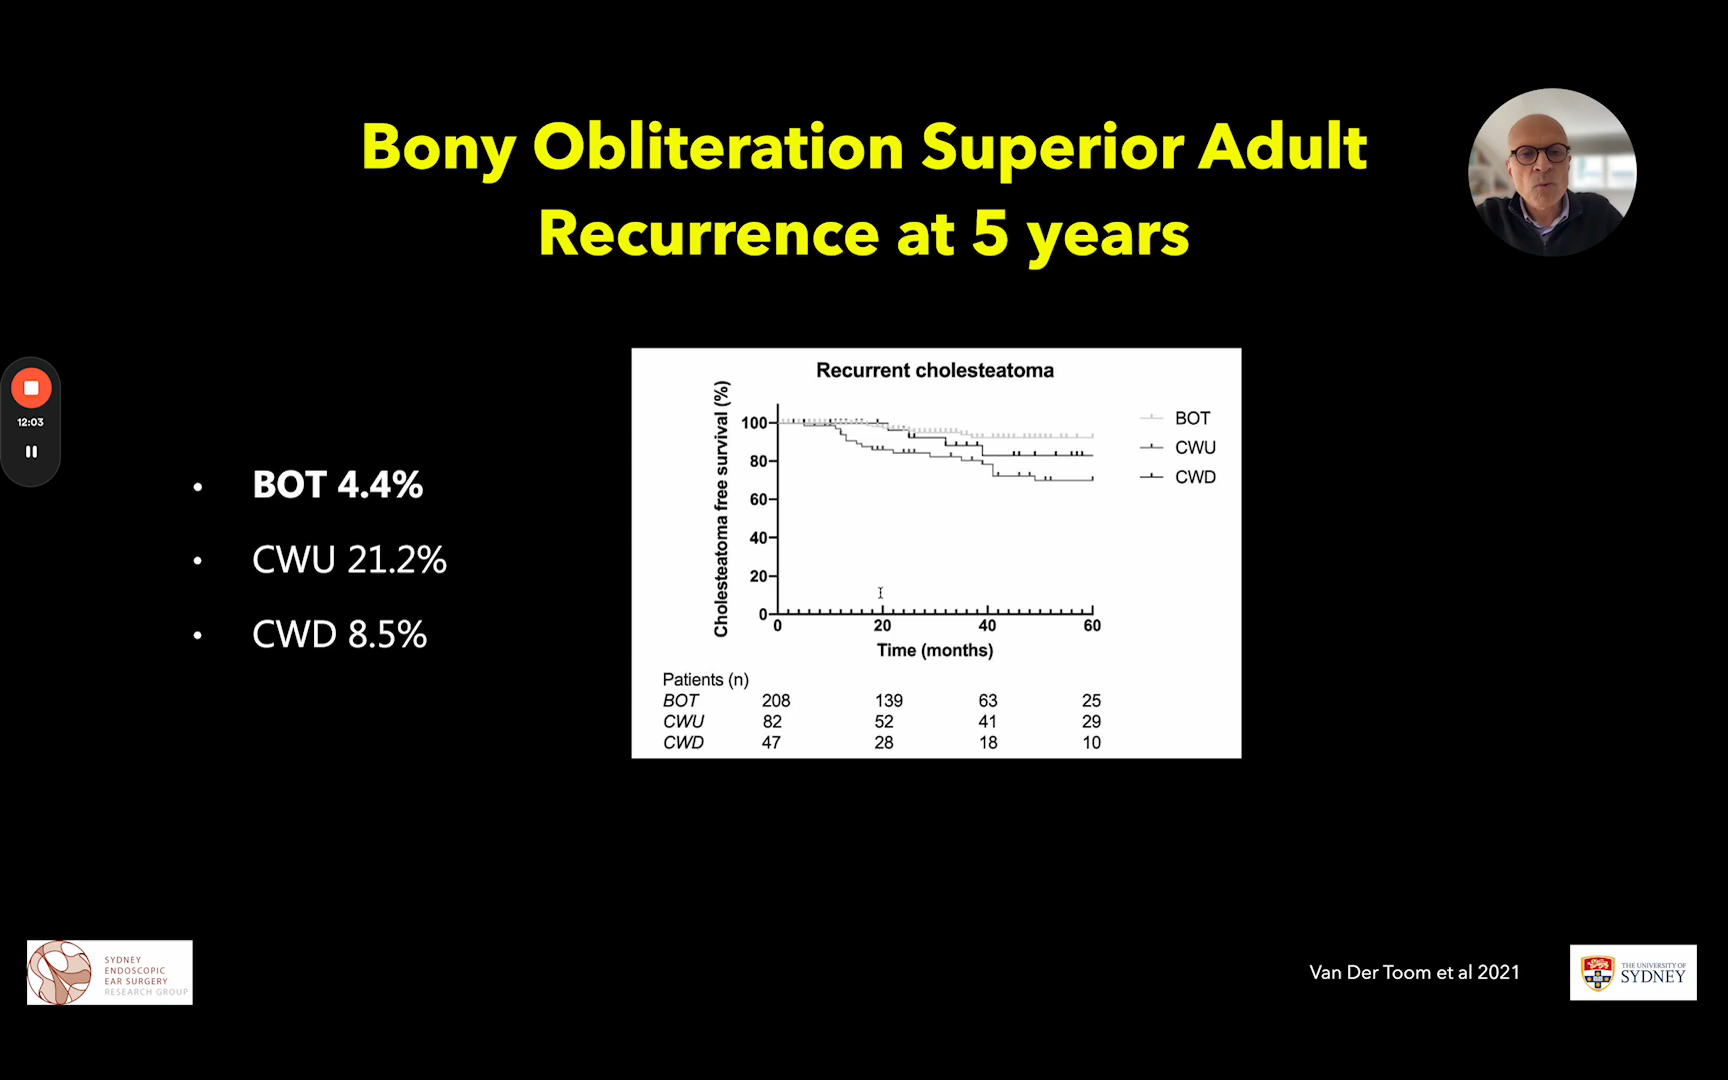 Bony Obliteration Superior Adult
Recurrence at 5 years
12:03
• BOT 4.4%
• CWU 21.2%
• CWD 8.5%
Recurrent cholesteatoma
Cholesteatoma free survival (%)
100
80
60
40
20
0
0 20 40 60
Time (months)
BOT
CWU
CWD
Patients (n)
BOT 208 139 63 25
CWU 82 52 41 29
CWD 47 28 18 10
SYDNEY
ENDOSCOPIC
EAR SURGERY
RESEARCH GROUP
Van Der Toom et al 2021
THE UNIVERSITY OF
SYDNEY